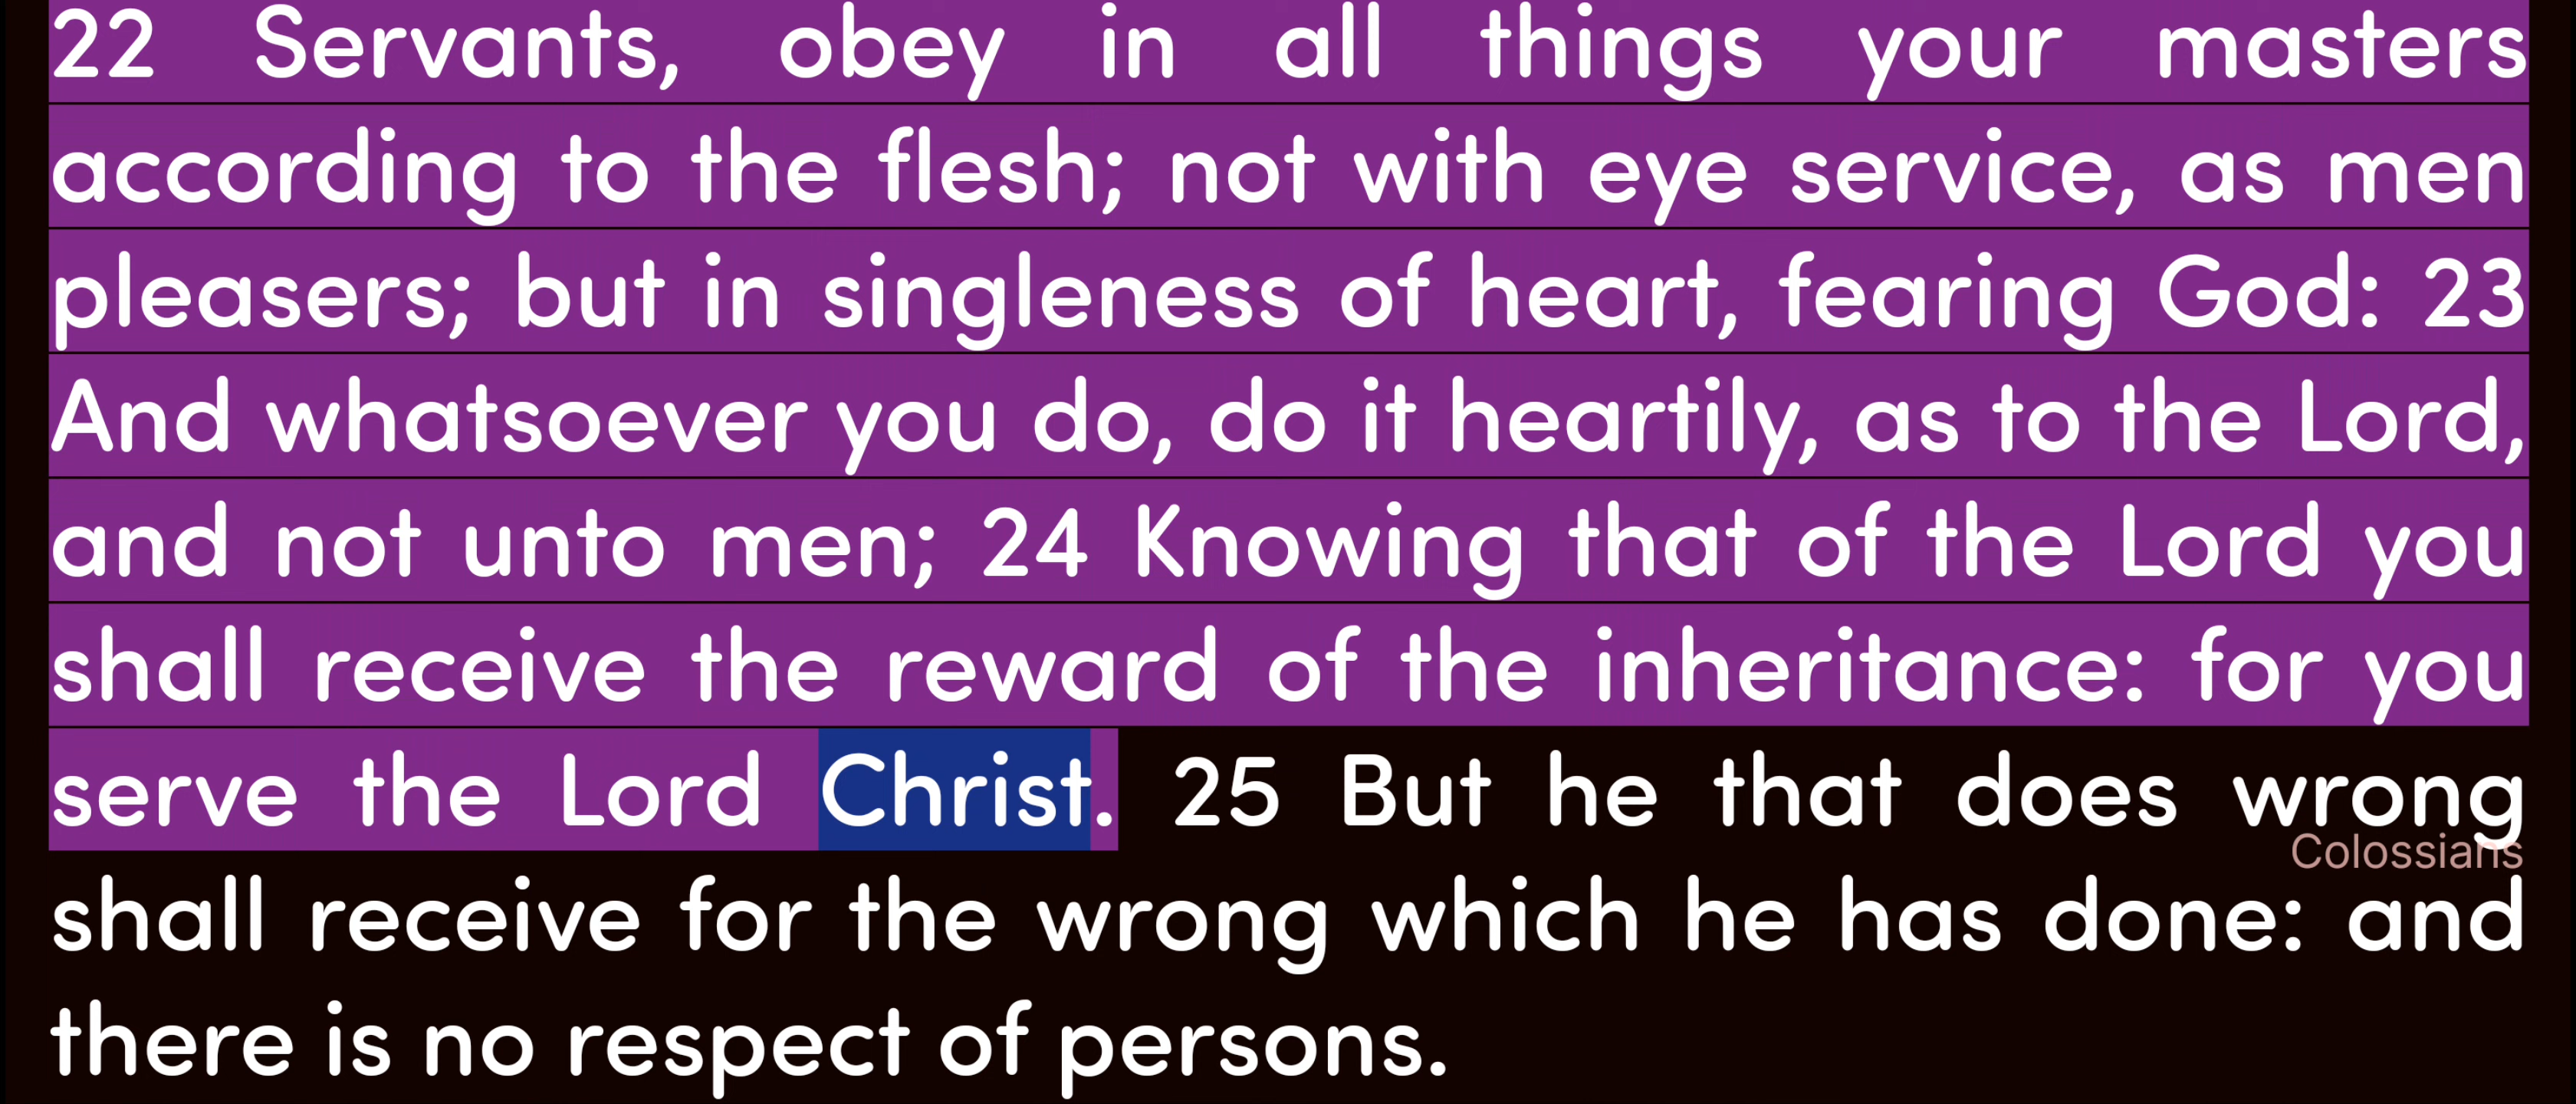 22 Servants, obey in all things your masters
according to the flesh; not with eye service, as men
pleasers; but in singleness of heart, fearing God: 23
And whatsoever you do, do it heartily, as to the Lord,
and not unto men; 24 Knowing that of the Lord you
shall receive the reward of the inheritance: for you
serve the Lord Christ. 25 But he that does wrong
Colossians
shall receive for the wrong which he has done: and
there is no respect of persons.